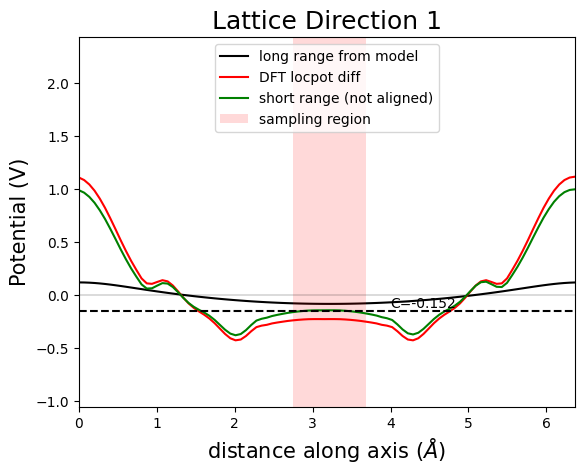 Lattice Direction 1
long range from model
DFT locpot diff
short range (not aligned)
sampling region
Potential (V)
2.0
1.5
1.0
0.5
0.0
−0.5
−1.0
C=-0.152
0 1 2 3 4 5 6
distance along axis (Å)